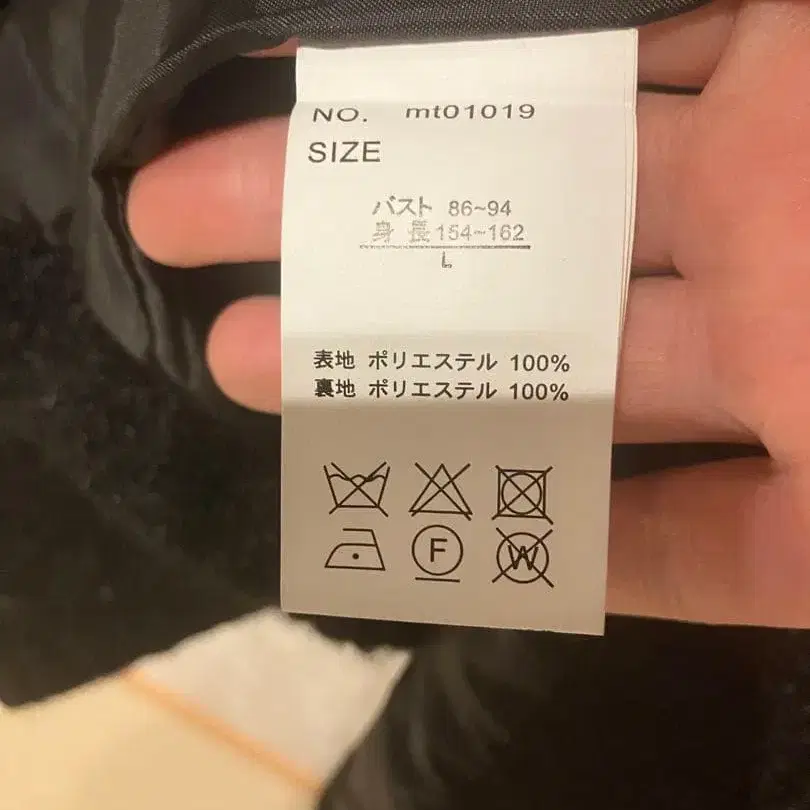 NO. mt01019
SIZE
バスト 86~94
身 長 154~162
L
表地 ポリエステル 100%
裏地 ポリエステル 100%
F
W